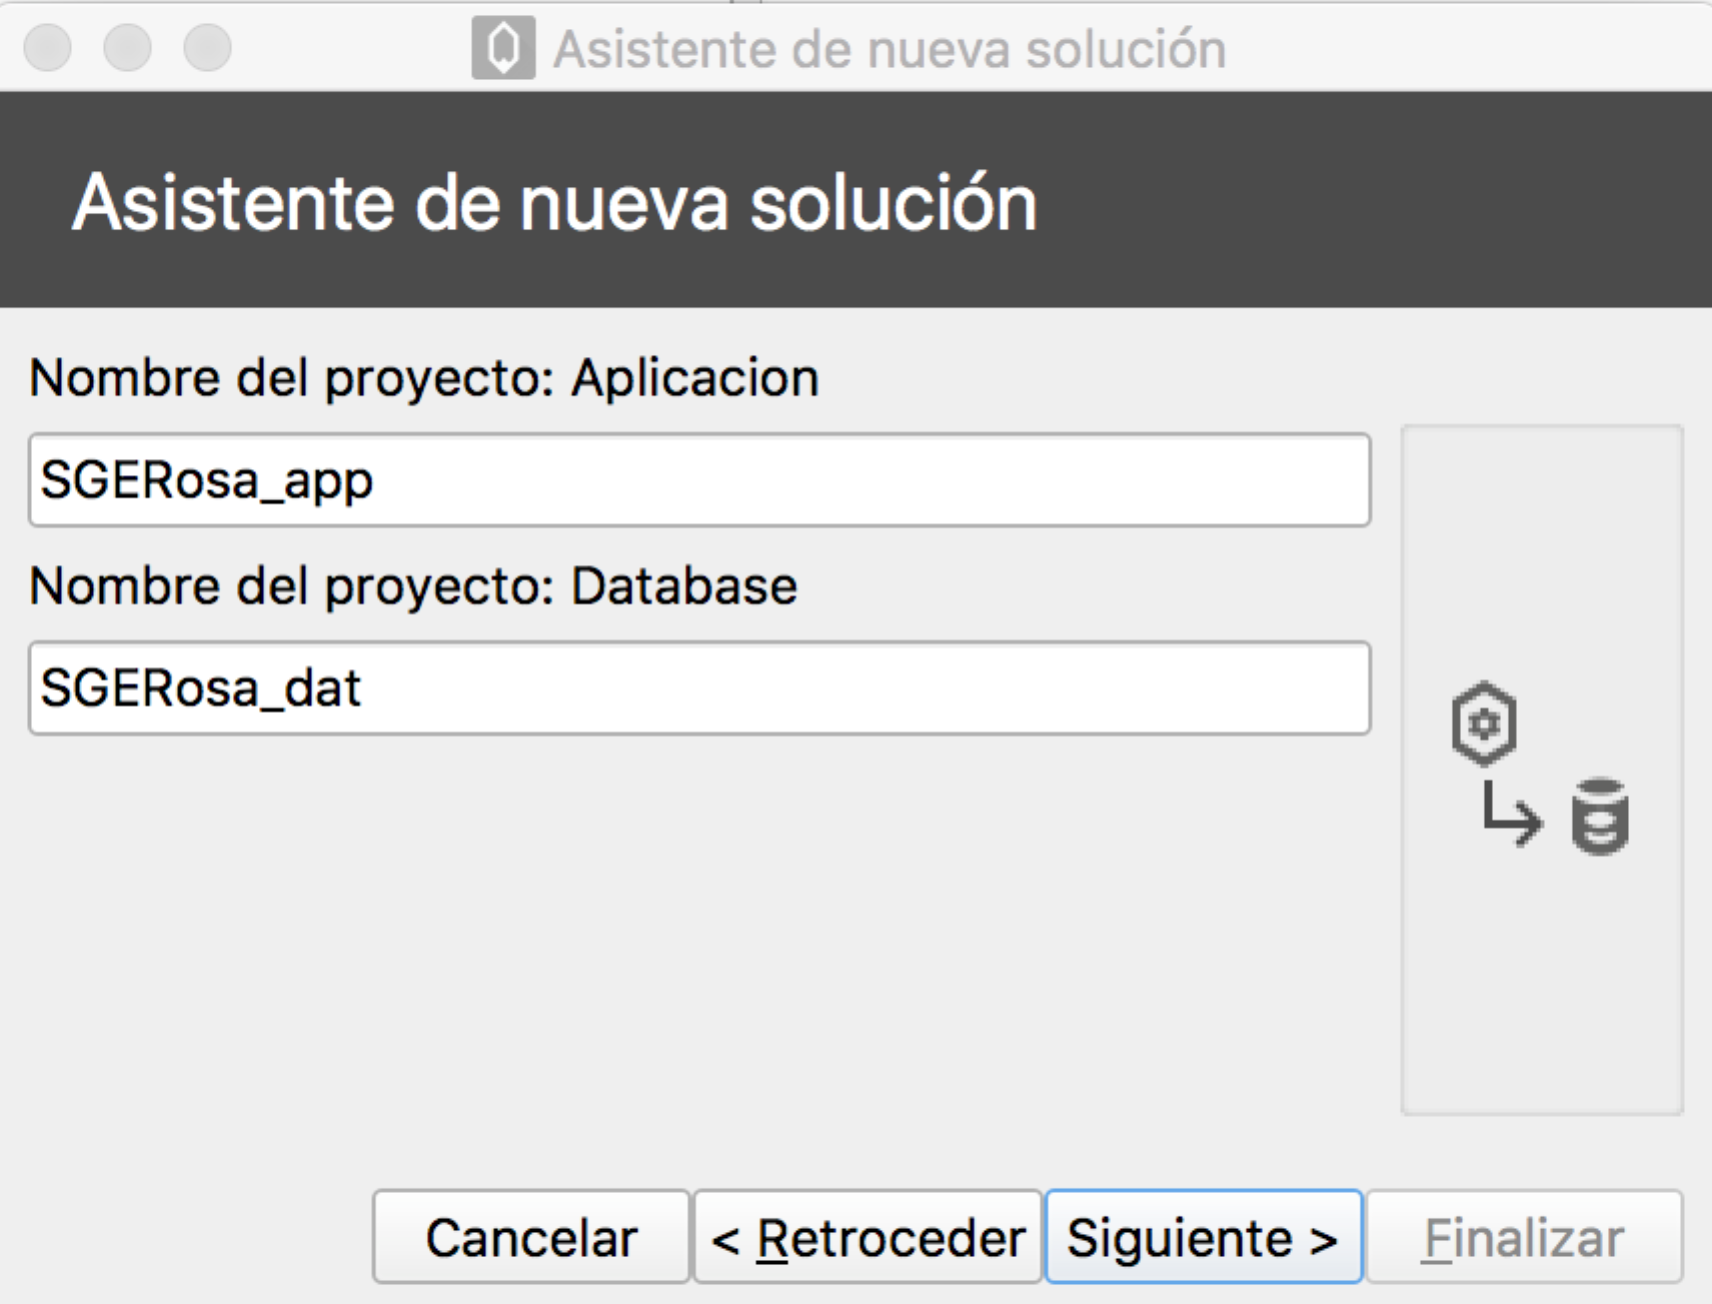 Asistente de nueva solución
Asistente de nueva solución
Nombre del proyecto: Aplicacion
SGERosa_app
Nombre del proyecto: Database
SGERosa_dat
Cancelar
< Retroceder
Siguiente >
Finalizar